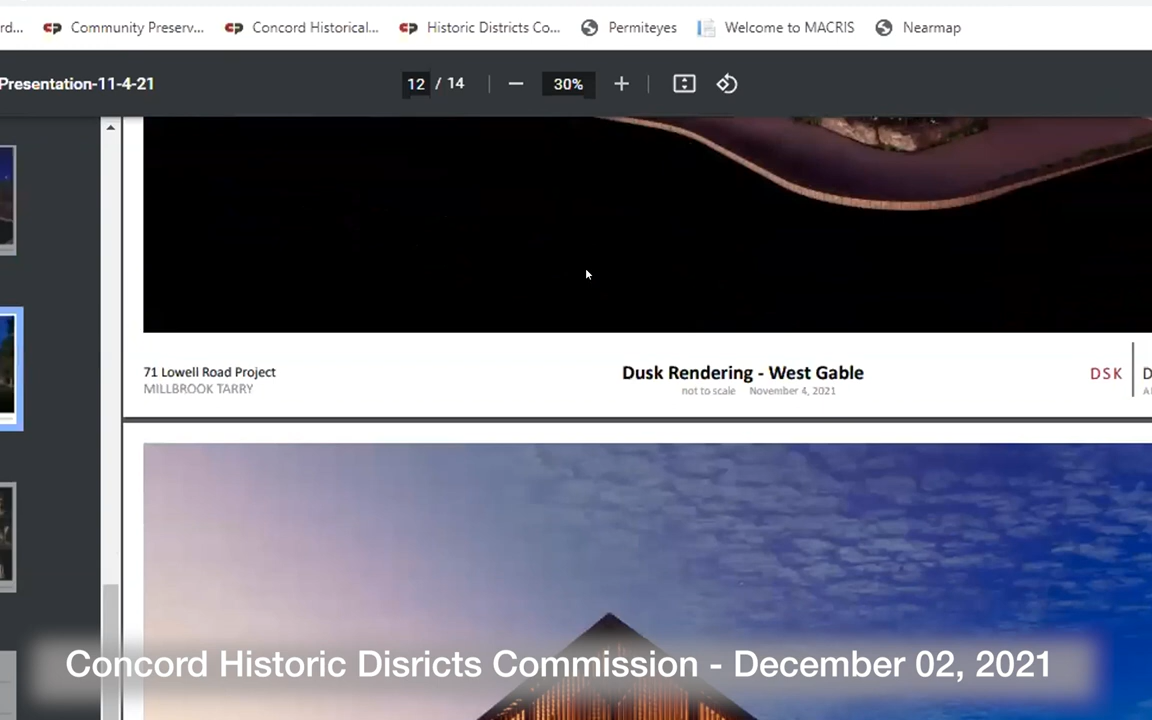 rd... Community Preserv... Concord Historical... Historic Districts Co... Permiteyes Welcome to MACRIS Nearmap
Presentation-11-4-21 12 / 14 30%
71 Lowell Road Project
MILLBROOK TARRY
Dusk Rendering - West Gable
not to scale November 4, 2021
DSK D
A
Concord Historic Disricts Commission - December 02, 2021